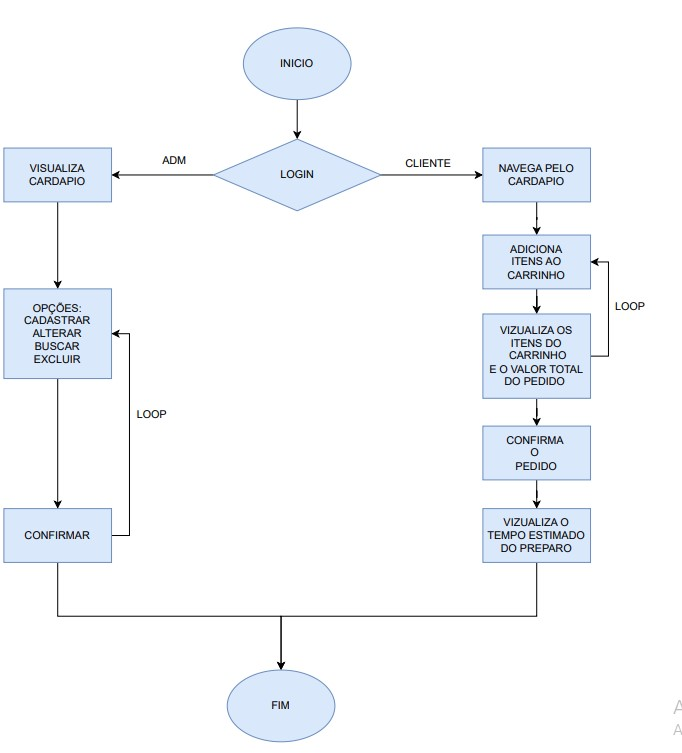 INICIO
LOGIN
ADM
CLIENTE
VISUALIZA
CARDAPIO
NAVEGA PELO
CARDAPIO
ADICIONA
ITENS AO
CARRINHO
LOOP
OPÇÕES:
CADASTRAR
ALTERAR
BUSCAR
EXCLUIR
VIZUALIZA OS
ITENS DO
CARRINHO
E O VALOR TOTAL
DO PEDIDO
LOOP
CONFIRMA
O
PEDIDO
CONFIRMAR
VIZUALIZA O
TEMPO ESTIMADO
DO PREPARO
FIM
A
A